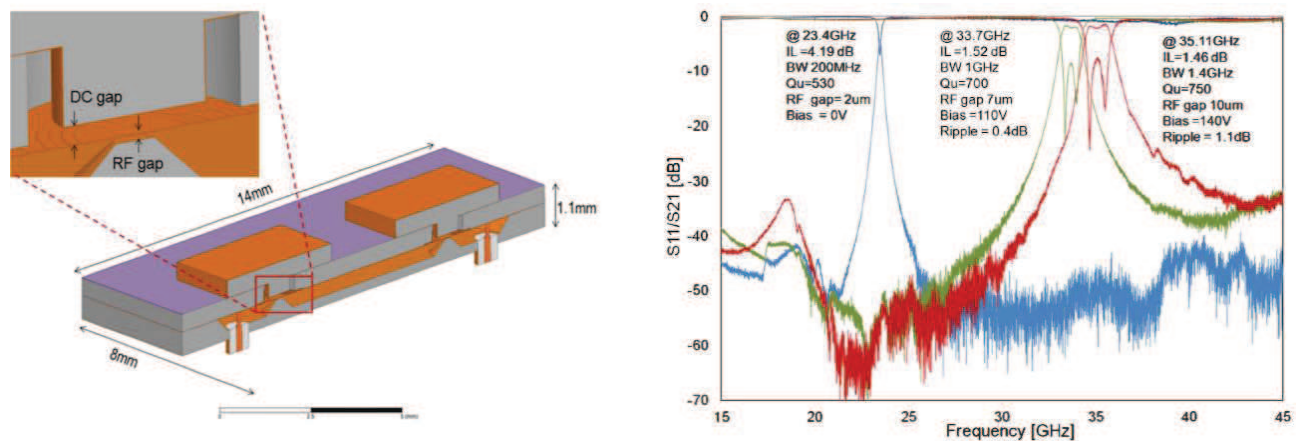 DC gap
RF gap
14mm
1.1mm
8mm
0
2.5
@ 23.4GHz
IL =4.19 dB
BW 200MHz
Qu=530
RF gap= 2um
Bias = 0V
@ 33.7GHz
IL =1.52 dB
BW 1GHz
Qu=700
RF gap 7um
Bias=110V
Ripple = 0.4dB
@ 35.11GHz
IL=1.46 dB
BW 1.4GHz
Qu=750
RF gap 10um
Bias=140V
Ripple = 1.1dB
S11/S21 [dB]
0
-10
-20
-30
-40
-50
-60
-70
15
20
25
30
35
40
45
Frequency [GHz]